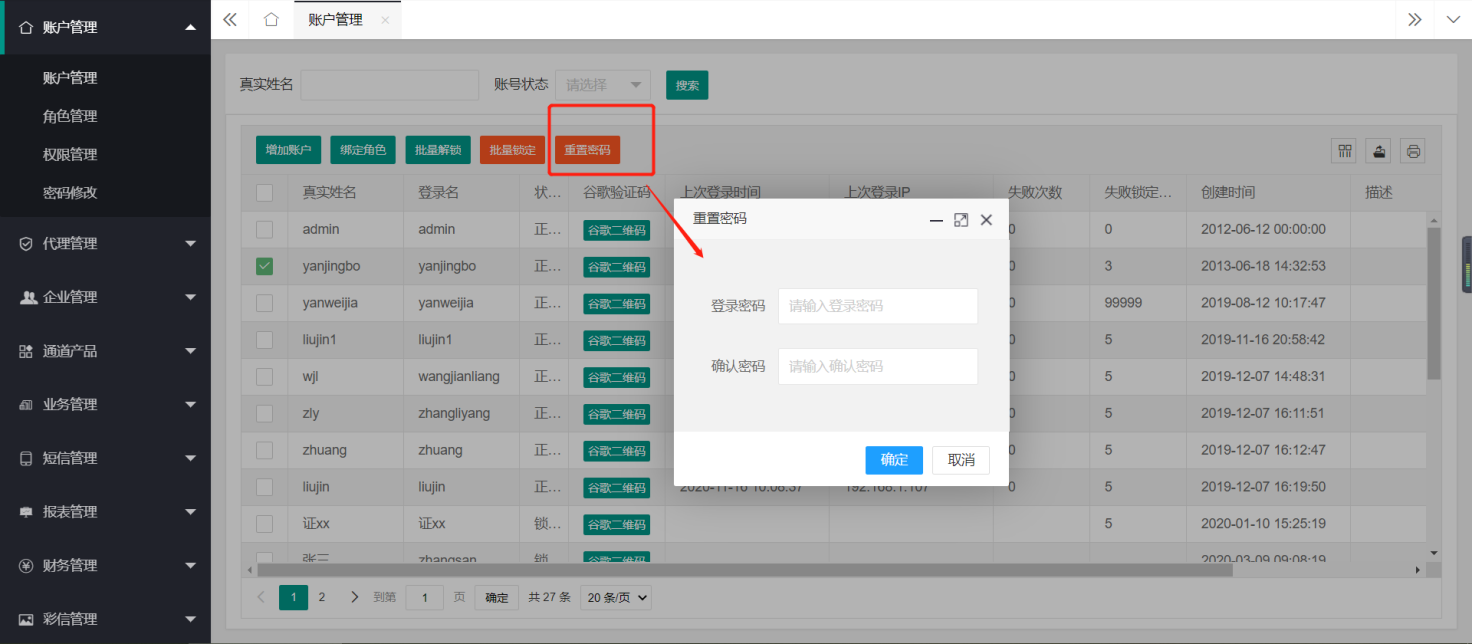 账户管理
账户管理
角色管理
权限管理
密码修改
代理管理
企业管理
通道产品
业务管理
短信管理
报表管理
财务管理
彩信管理
账户管理
真实姓名 账号状态 请选择 搜索
增加账户 绑定角色 批量解锁 批量锁定 重置密码
真实姓名 登录名 状... 谷歌验证码 上次登录时间 上次登录IP 失败次数 失败锁定... 创建时间 描述
admin admin 正... 谷歌二维码 0 0 2012-06-12 00:00:00
yanjingbo yanjingbo 正... 谷歌二维码 0 3 2013-06-18 14:32:53
yanweijia yanweijia 正... 谷歌二维码 0 99999 2019-08-12 10:17:47
liujin1 liujin1 正... 谷歌二维码 0 5 2019-11-16 20:58:42
wjl wangjianliang 正... 谷歌二维码 0 5 2019-12-07 14:48:31
zly zhangliyang 正... 谷歌二维码 0 5 2019-12-07 16:11:51
zhuang zhuang 正... 谷歌二维码 0 5 2019-12-07 16:12:47
liujin liujin 正... 谷歌二维码 2020-11-16 10:08:37 192.168.1.107 0 5 2019-12-07 16:19:50
证xx 证xx 锁... 谷歌二维码 5 2020-01-10 15:25:19
张三 zhangsan 锁... 谷歌二维码 2020-03-09 09:08:19
重置密码
登录密码 请输入登录密码
确认密码 请输入确认密码
确定 取消
1 2 到第 1 页 确定 共 27 条 20 条/页